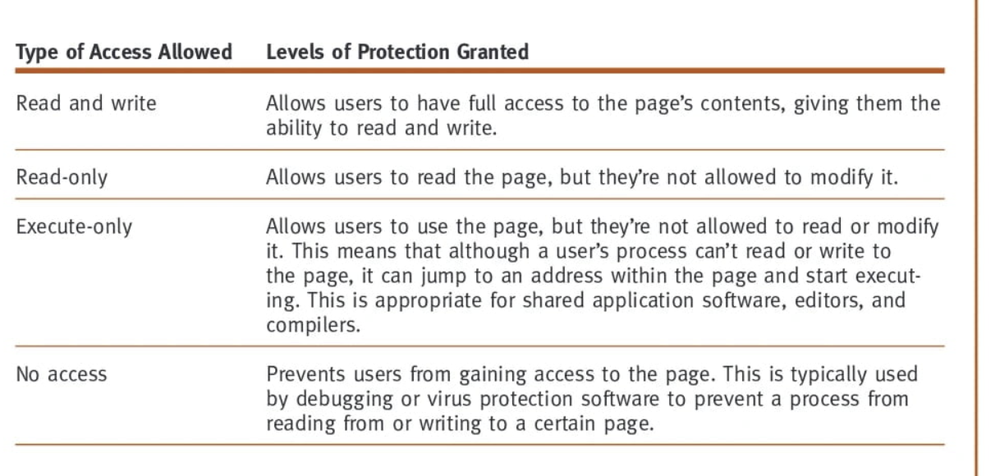 Type of Access Allowed Levels of Protection Granted
Read and write Allows users to have full access to the page's contents, giving them the
ability to read and write.
Read-only Allows users to read the page, but they're not allowed to modify it.
Execute-only Allows users to use the page, but they're not allowed to read or modify
it. This means that although a user's process can't read or write to
the page, it can jump to an address within the page and start execut-
ing. This is appropriate for shared application software, editors, and
compilers.
No access Prevents users from gaining access to the page. This is typically used
by debugging or virus protection software to prevent a process from
reading from or writing to a certain page.